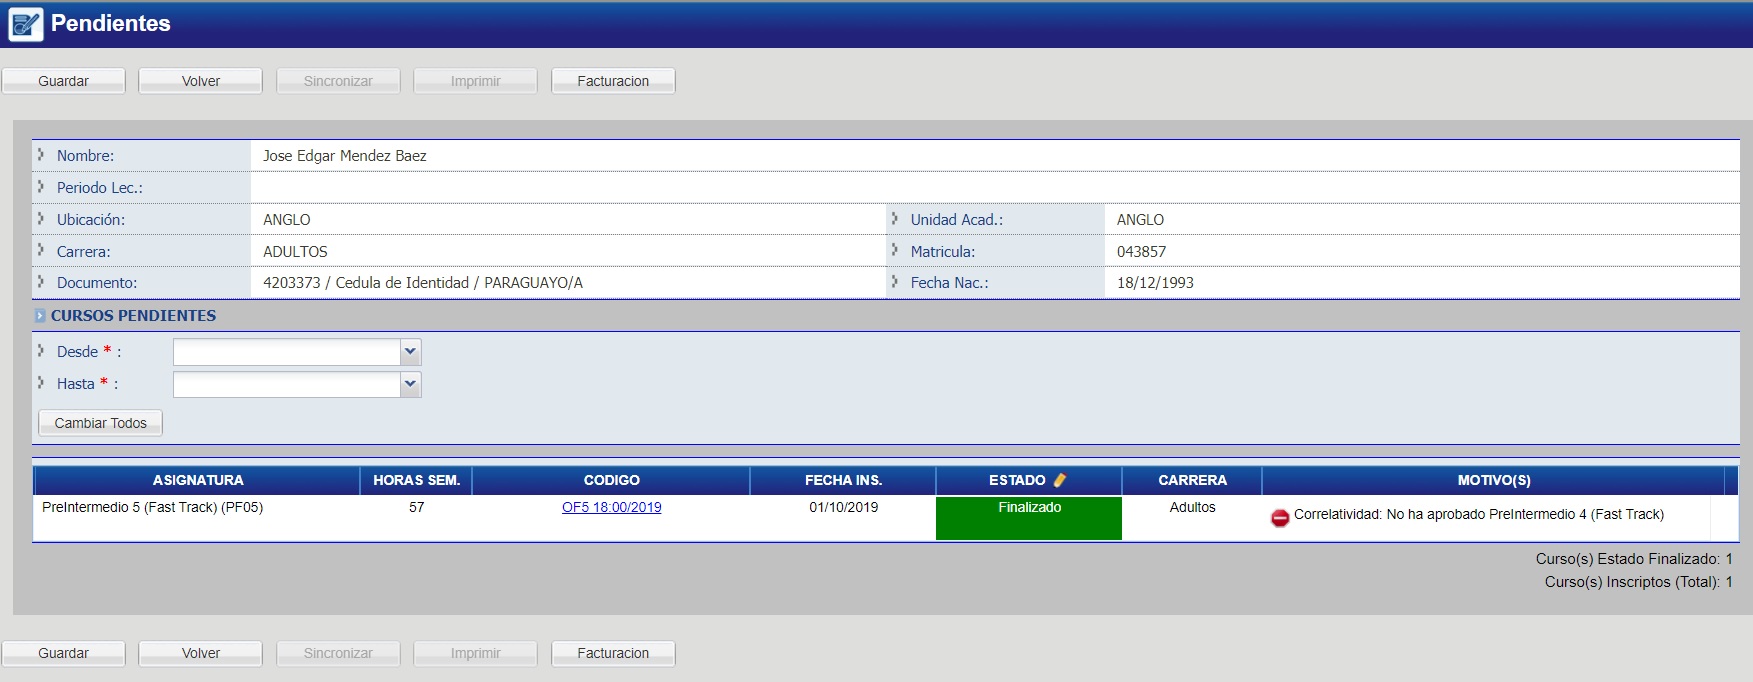 Pendientes
Guardar Volver Sincronizar Imprimir Facturacion
Nombre: Jose Edgar Mendez Baez
Periodo Lec.:
Ubicación: ANGLO Unidad Acad.: ANGLO
Carrera: ADULTOS Matricula: 043857
Documento: 4203373 / Cedula de Identidad / PARAGUAYO/A Fecha Nac.: 18/12/1993
CURSOS PENDIENTES
Desde * :
Hasta * :
Cambiar Todos
ASIGNATURA HORAS SEM. CODIGO FECHA INS. ESTADO CARRERA MOTIVO(S)
PreIntermedio 5 (Fast Track) (PF05) 57 OF5 18:00/2019 01/10/2019 Finalizado Adultos Correlatividad: No ha aprobado PreIntermedio 4 (Fast Track)
Curso(s) Estado Finalizado: 1
Curso(s) Inscriptos (Total): 1
Guardar Volver Sincronizar Imprimir Facturacion